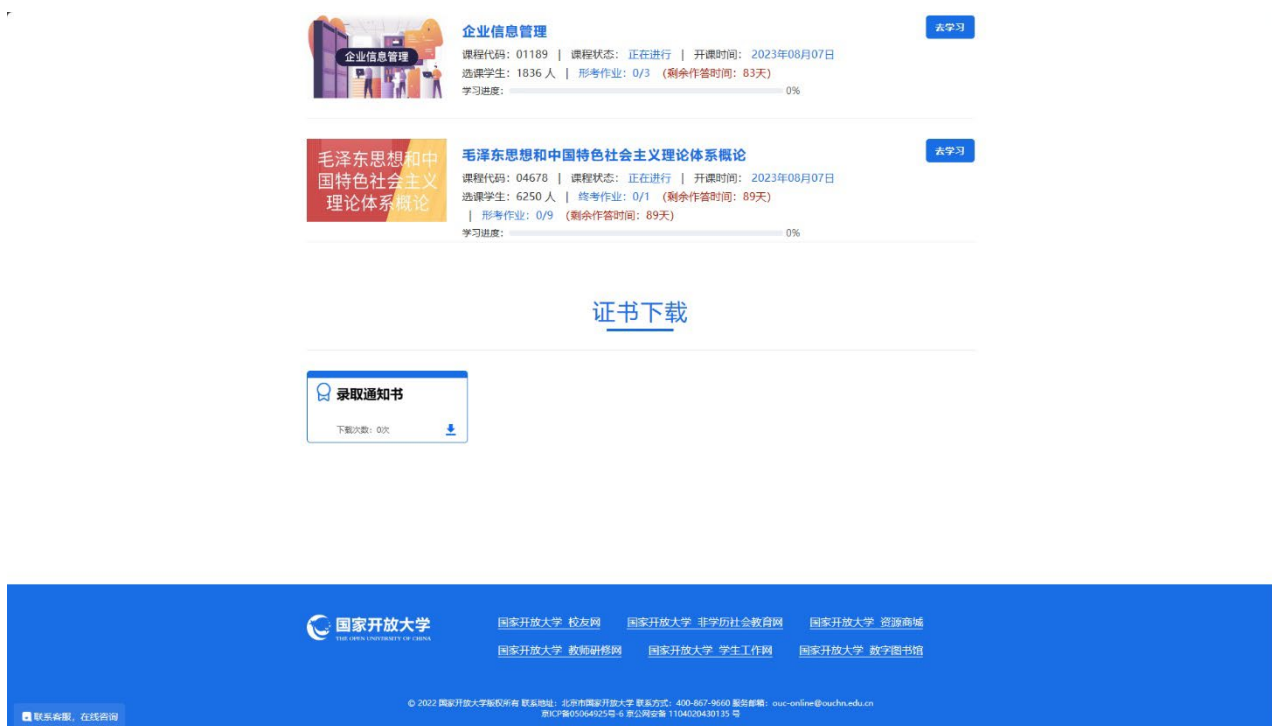 企业信息管理
企业信息管理
去学习
课程代码：01189 | 课程状态： 正在进行 | 开课时间： 2023年08月07日
选课学生：1836 人 | 形考作业：0/3 (剩余作答时间：83天)
学习进度： 0%
毛泽东思想和中
国特色社会主义
理论体系概论
毛泽东思想和中国特色社会主义理论体系概论
去学习
课程代码：04678 | 课程状态： 正在进行 | 开课时间： 2023年08月07日
选课学生：6250 人 | 终考作业：0/1 (剩余作答时间：89天)
| 形考作业：0/9 (剩余作答时间：89天)
学习进度： 0%
证书下载
录取通知书
下载次数：0次
国家开放大学
THE OPEN UNIVERSITY OF CHINA
国家开放大学 校友网 国家开放大学 非学历社会教育网 国家开放大学 资源商城
国家开放大学 教师研修网 国家开放大学 学生工作网 国家开放大学 数字图书馆
© 2022 国家开放大学版权所有 联系地址：北京市国家开放大学 联系方式：400-867-9660 服务邮箱：ouc-online@ouchn.edu.cn
京ICP备05064925号-6 京公网安备 1104020430135 号
联系客服，在线咨询